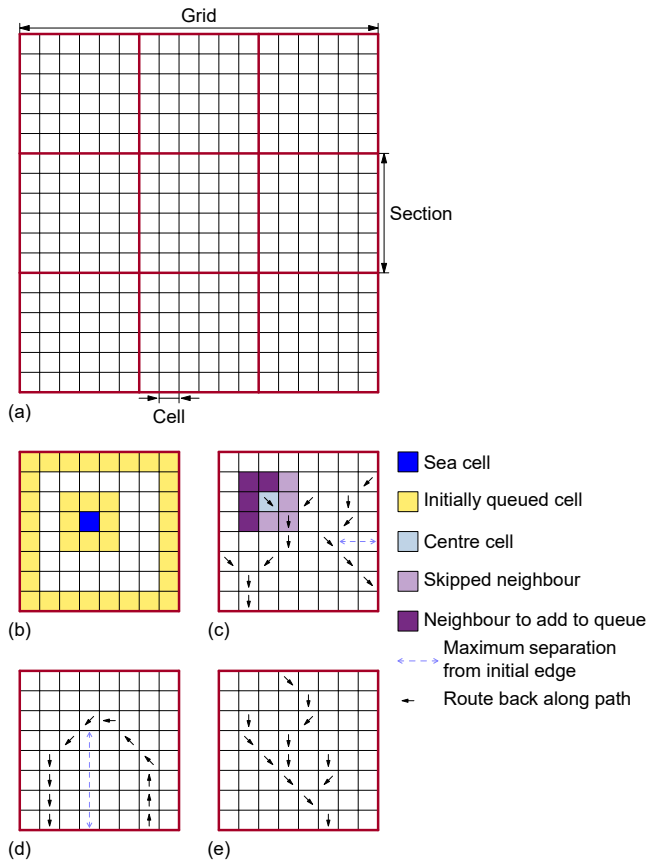 Grid
Section
Cell
(a)
Sea cell
Initially queued cell
Centre cell
Skipped neighbour
Neighbour to add to queue
Maximum separation
from initial edge
Route back along path
(b)
(c)
(d)
(e)